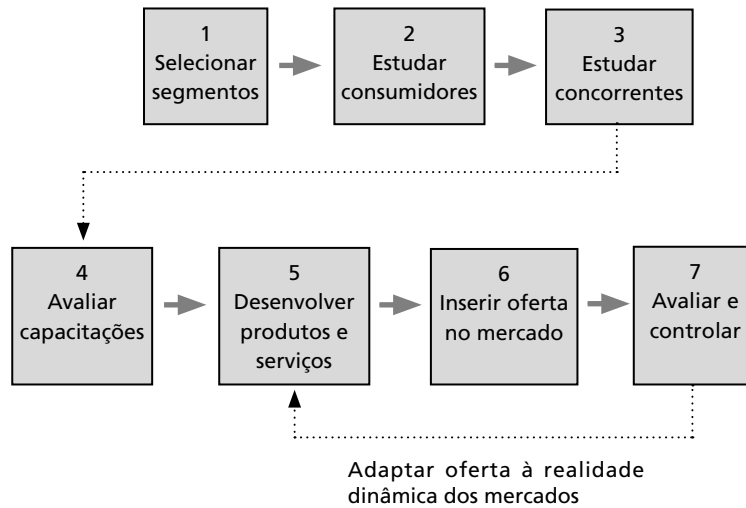 1
Selecionar
segmentos
2
Estudar
consumidores
3
Estudar
concorrentes
4
Avaliar
capacitações
5
Desenvolver
produtos e
serviços
6
Inserir oferta
no mercado
7
Avaliar e
controlar
Adaptar oferta à realidade
dinâmica dos mercados